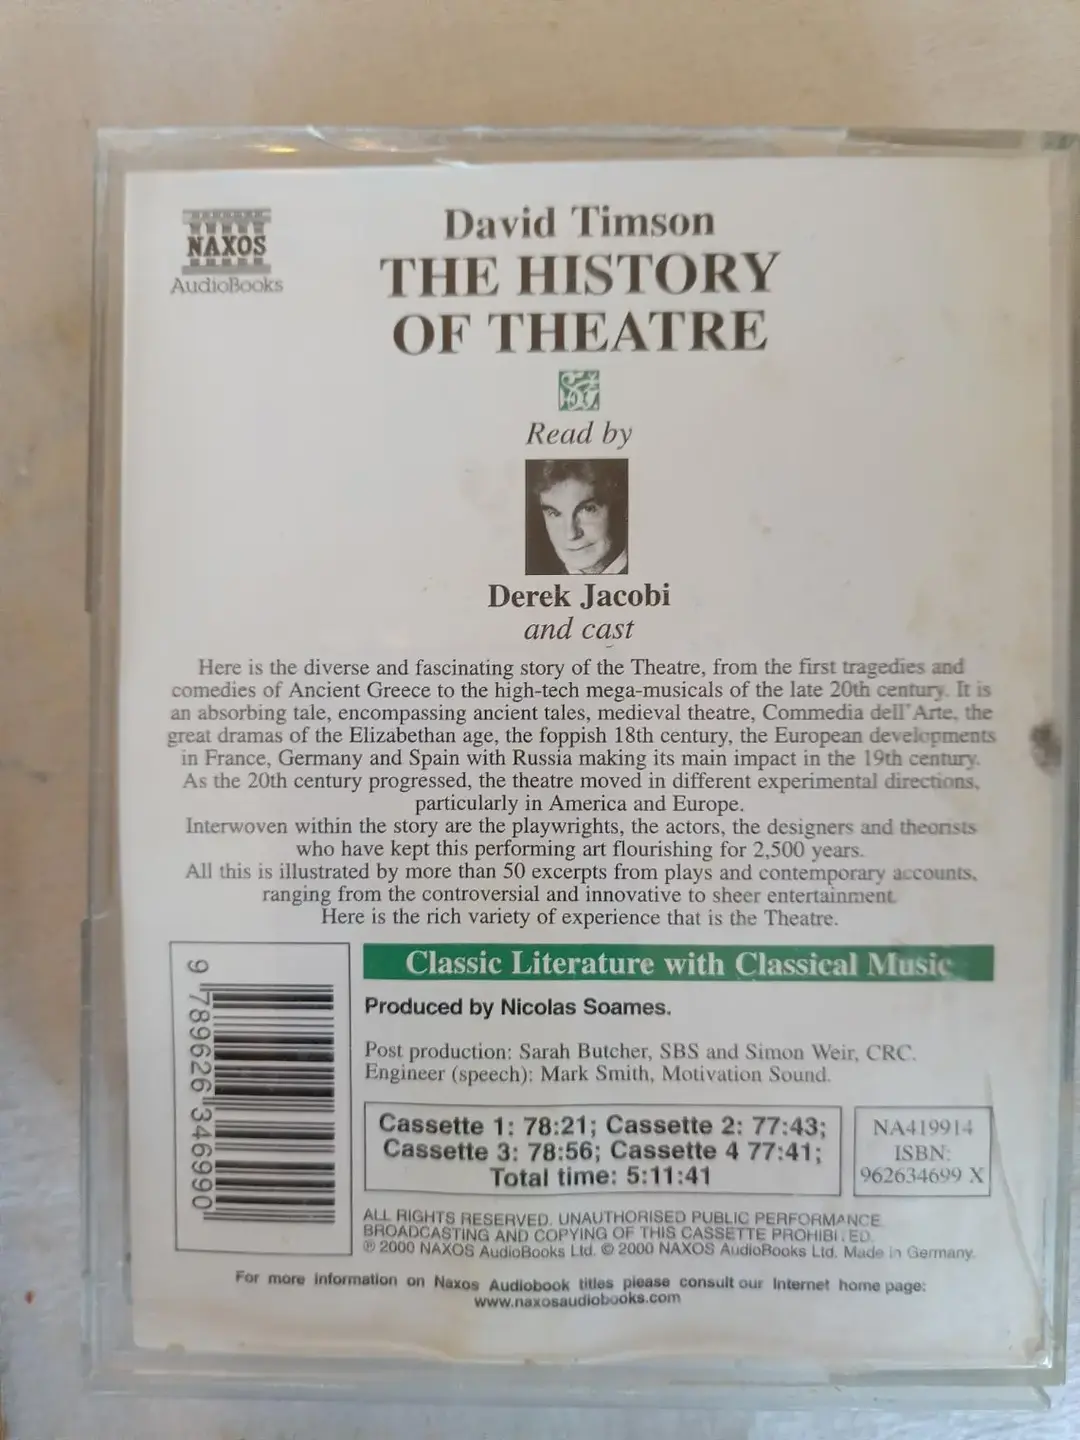 NAXOS
AudioBooks
David Timson
THE HISTORY
OF THEATRE
Read by
Derek Jacobi
and cast
Here is the diverse and fascinating story of the Theatre, from the first tragedies and
comedies of Ancient Greece to the high-tech mega-musicals of the late 20th century. It is
an absorbing tale, encompassing ancient tales, medieval theatre, Commedia dell'Arte, the
great dramas of the Elizabethan age, the foppish 18th century, the European developments
in France, Germany and Spain with Russia making its main impact in the 19th century.
As the 20th century progressed, the theatre moved in different experimental directions,
particularly in America and Europe.
Interwoven within the story are the playwrights, the actors, the designers and theorists
who have kept this performing art flourishing for 2,500 years.
All this is illustrated by more than 50 excerpts from plays and contemporary accounts,
ranging from the controversial and innovative to sheer entertainment.
Here is the rich variety of experience that is the Theatre.
9 789626 346990
Classic Literature with Classical Music
Produced by Nicolas Soames.
Post production: Sarah Butcher, SBS and Simon Weir, CRC.
Engineer (speech): Mark Smith, Motivation Sound.
Cassette 1: 78:21; Cassette 2: 77:43;
Cassette 3: 78:56; Cassette 4 77:41;
Total time: 5:11:41
NA419914
ISBN:
962634699 X
ALL RIGHTS RESERVED. UNAUTHORISED PUBLIC PERFORMANCE
BROADCASTING AND COPYING OF THIS CASSETTE PROHIBITED.
℗ 2000 NAXOS AudioBooks Ltd. © 2000 NAXOS AudioBooks Ltd. Made in Germany.
For more information on Naxos Audiobook titles please consult our Internet home page:
www.naxosaudiobooks.com